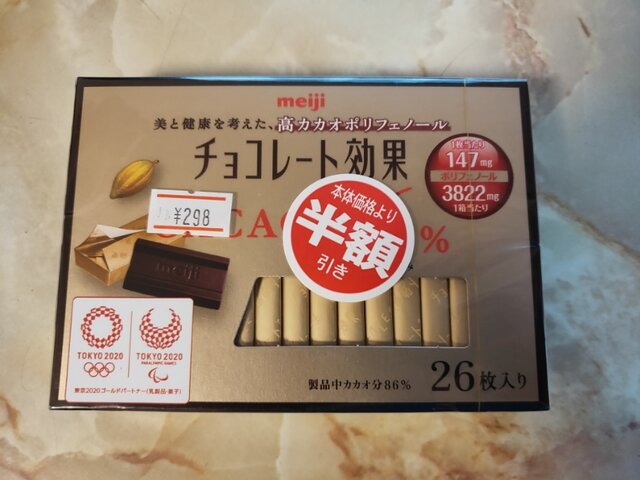 meiji
美と健康を考えた、高カカオポリフェノール
チョコレート効果
1枚当たり
147mg
ポリフェノール
3822mg
1箱当たり
¥298
CACA
%
本体価格より
半額
引き
meiji
TOKYO 2020
TOKYO 2020
PARALYMPIC GAMES
東京2020ゴールドパートナー(乳製品・菓子)
製品中カカオ分86%
26枚入り